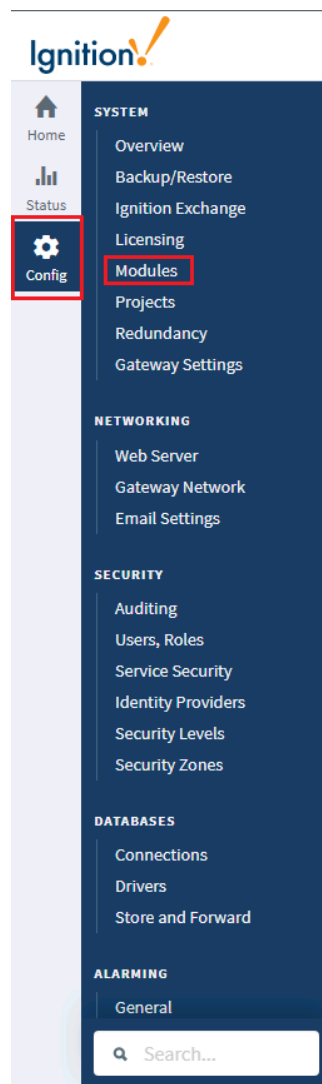 Ignition!
Home
Status
Config
SYSTEM
Overview
Backup/Restore
Ignition Exchange
Licensing
Modules
Projects
Redundancy
Gateway Settings
NETWORKING
Web Server
Gateway Network
Email Settings
SECURITY
Auditing
Users, Roles
Service Security
Identity Providers
Security Levels
Security Zones
DATABASES
Connections
Drivers
Store and Forward
ALARMING
General
Search...